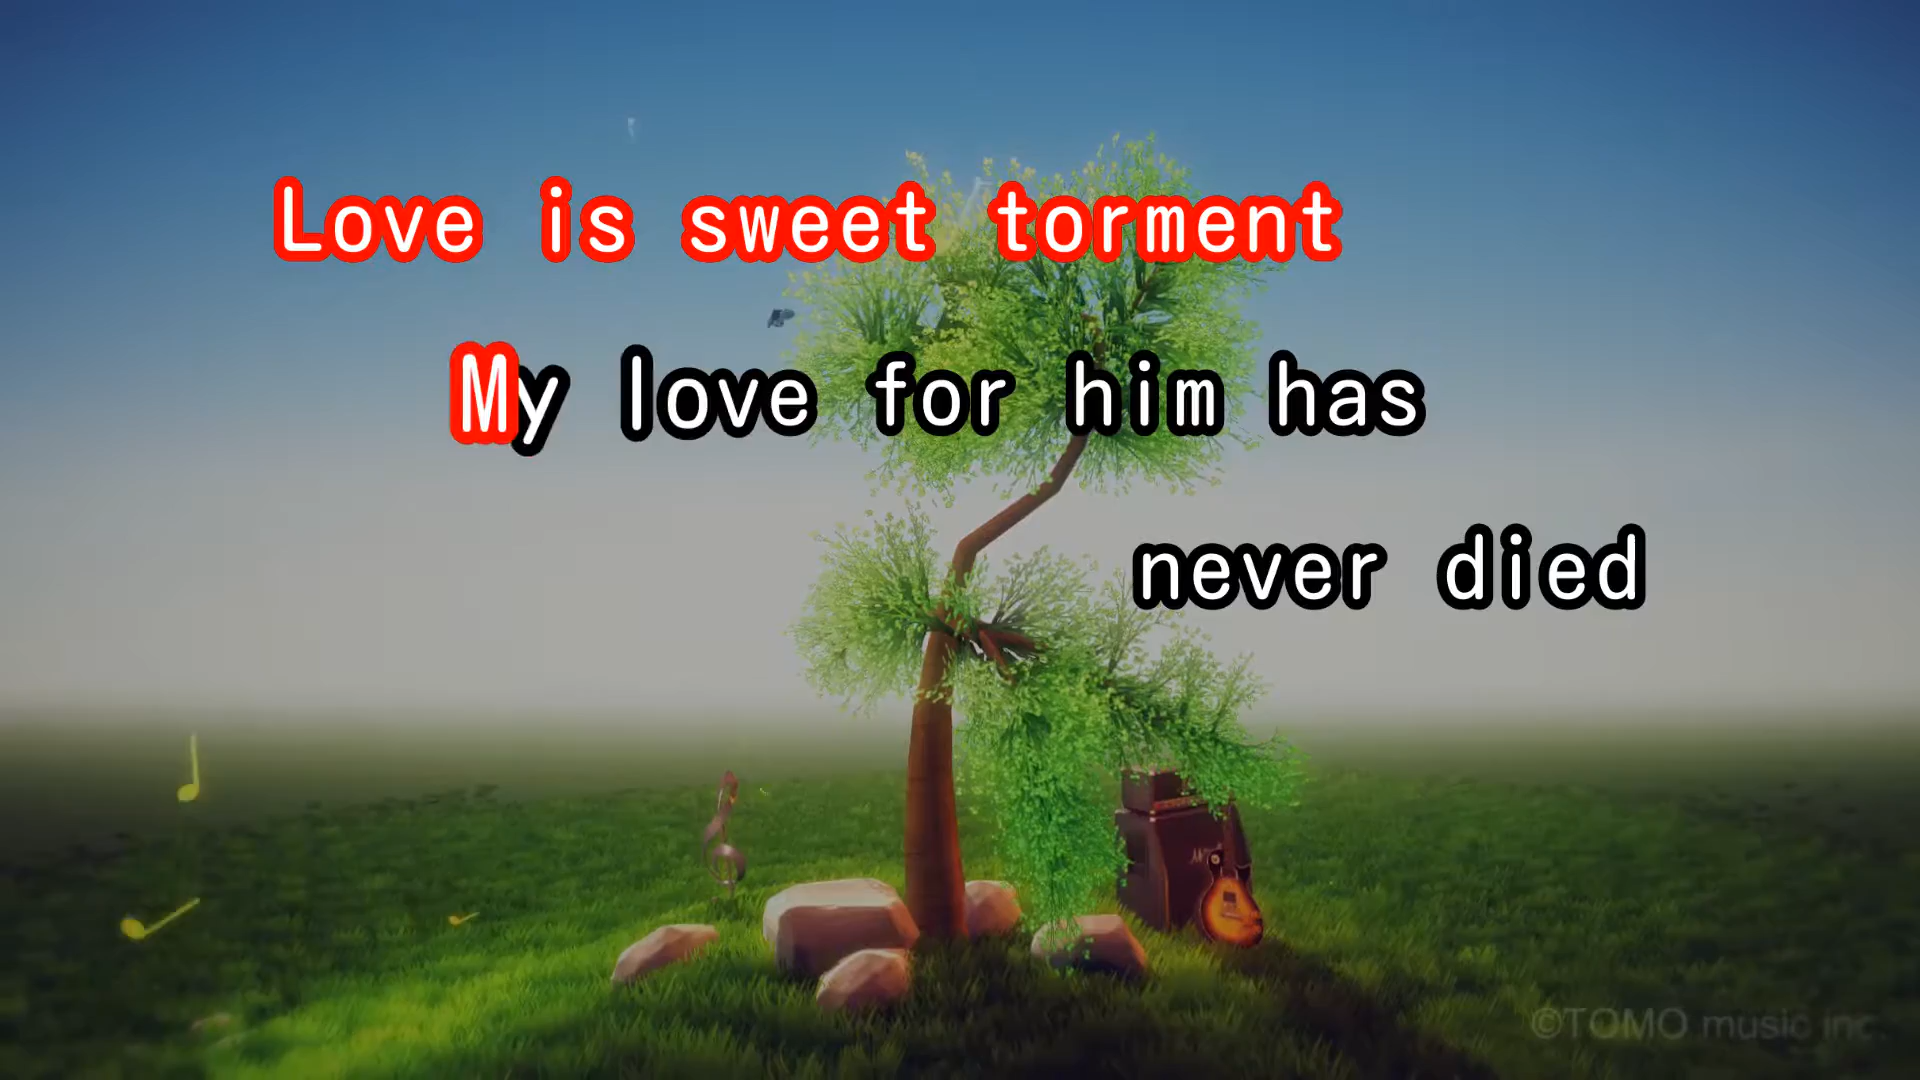 Love is sweet torment
My love for him has
never died
©TOMO music inc